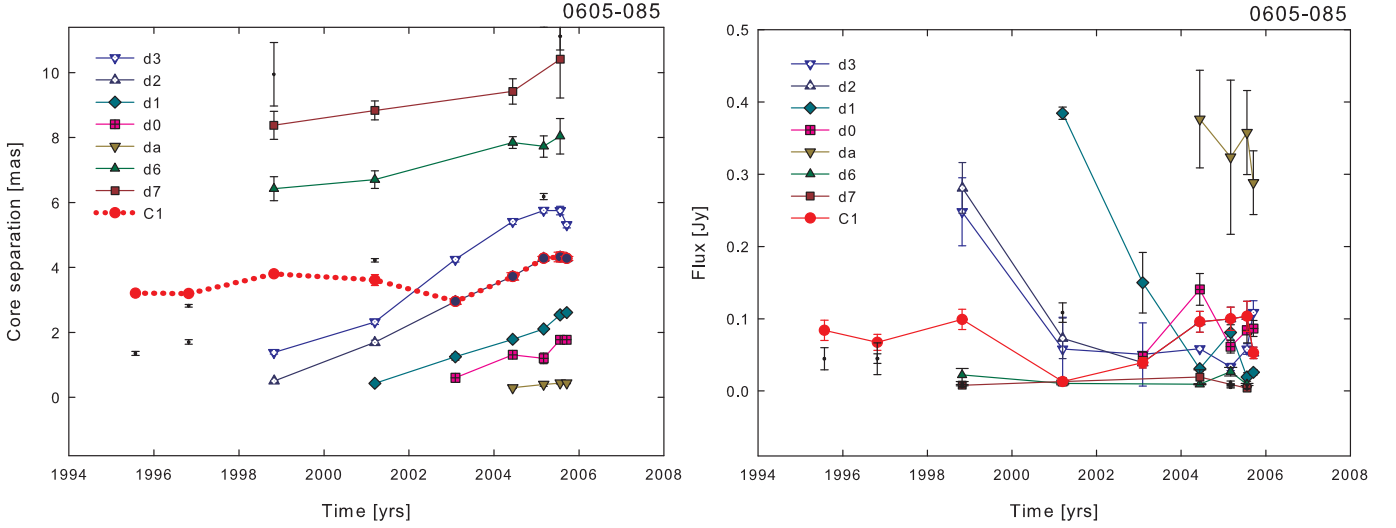 0605-085
d3
d2
d1
d0
da
d6
d7
C1
Core separation [mas]
10
8
6
4
2
0
1994 1996 1998 2000 2002 2004 2006 2008
Time [yrs]
0605-085
d3
d2
d1
d0
da
d6
d7
C1
Flux [Jy]
0.5
0.4
0.3
0.2
0.1
0.0
1994 1996 1998 2000 2002 2004 2006 2008
Time [yrs]